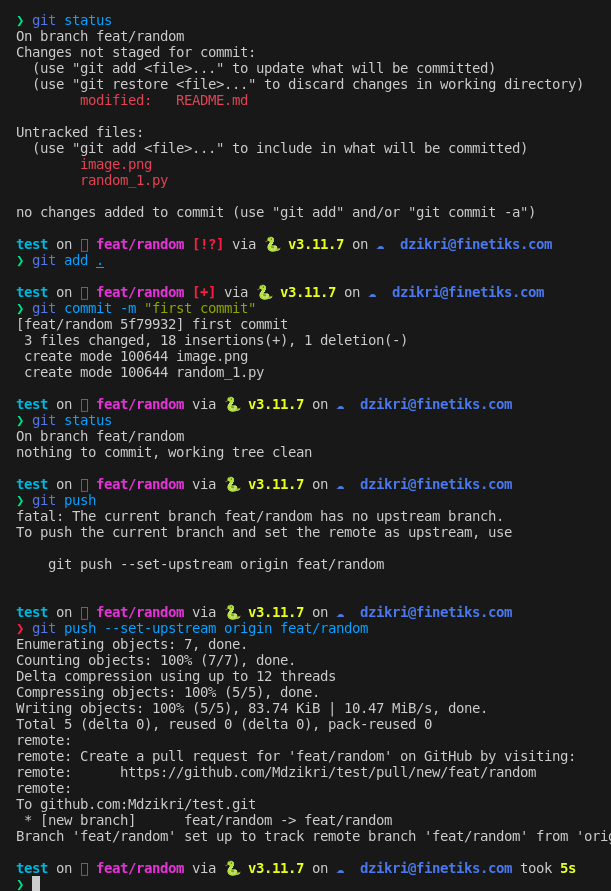 ❯ git status
On branch feat/random
Changes not staged for commit:
  (use "git add <file>..." to update what will be committed)
  (use "git restore <file>..." to discard changes in working directory)
        modified:   README.md

Untracked files:
  (use "git add <file>..." to include in what will be committed)
        image.png
        random_1.py

no changes added to commit (use "git add" and/or "git commit -a")

test on feat/random [!?] via 🐍 v3.11.7 on ☁ dzikri@finetiks.com
❯ git add .

test on feat/random [+] via 🐍 v3.11.7 on ☁ dzikri@finetiks.com
❯ git commit -m "first commit"
[feat/random 5f79932] first commit
 3 files changed, 18 insertions(+), 1 deletion(-)
 create mode 100644 image.png
 create mode 100644 random_1.py

test on feat/random via 🐍 v3.11.7 on ☁ dzikri@finetiks.com
❯ git status
On branch feat/random
nothing to commit, working tree clean

test on feat/random via 🐍 v3.11.7 on ☁ dzikri@finetiks.com
❯ git push
fatal: The current branch feat/random has no upstream branch.
To push the current branch and set the remote as upstream, use

    git push --set-upstream origin feat/random


test on feat/random via 🐍 v3.11.7 on ☁ dzikri@finetiks.com
❯ git push --set-upstream origin feat/random
Enumerating objects: 7, done.
Counting objects: 100% (7/7), done.
Delta compression using up to 12 threads
Compressing objects: 100% (5/5), done.
Writing objects: 100% (5/5), 83.74 KiB | 10.47 MiB/s, done.
Total 5 (delta 0), reused 0 (delta 0), pack-reused 0
remote:
remote: Create a pull request for 'feat/random' on GitHub by visiting:
remote:      https://github.com/Mdzikri/test/pull/new/feat/random
remote:
To github.com:Mdzikri/test.git
 * [new branch]      feat/random -> feat/random
Branch 'feat/random' set up to track remote branch 'feat/random' from

test on feat/random via 🐍 v3.11.7 on ☁ dzikri@finetiks.com took 5s
❯